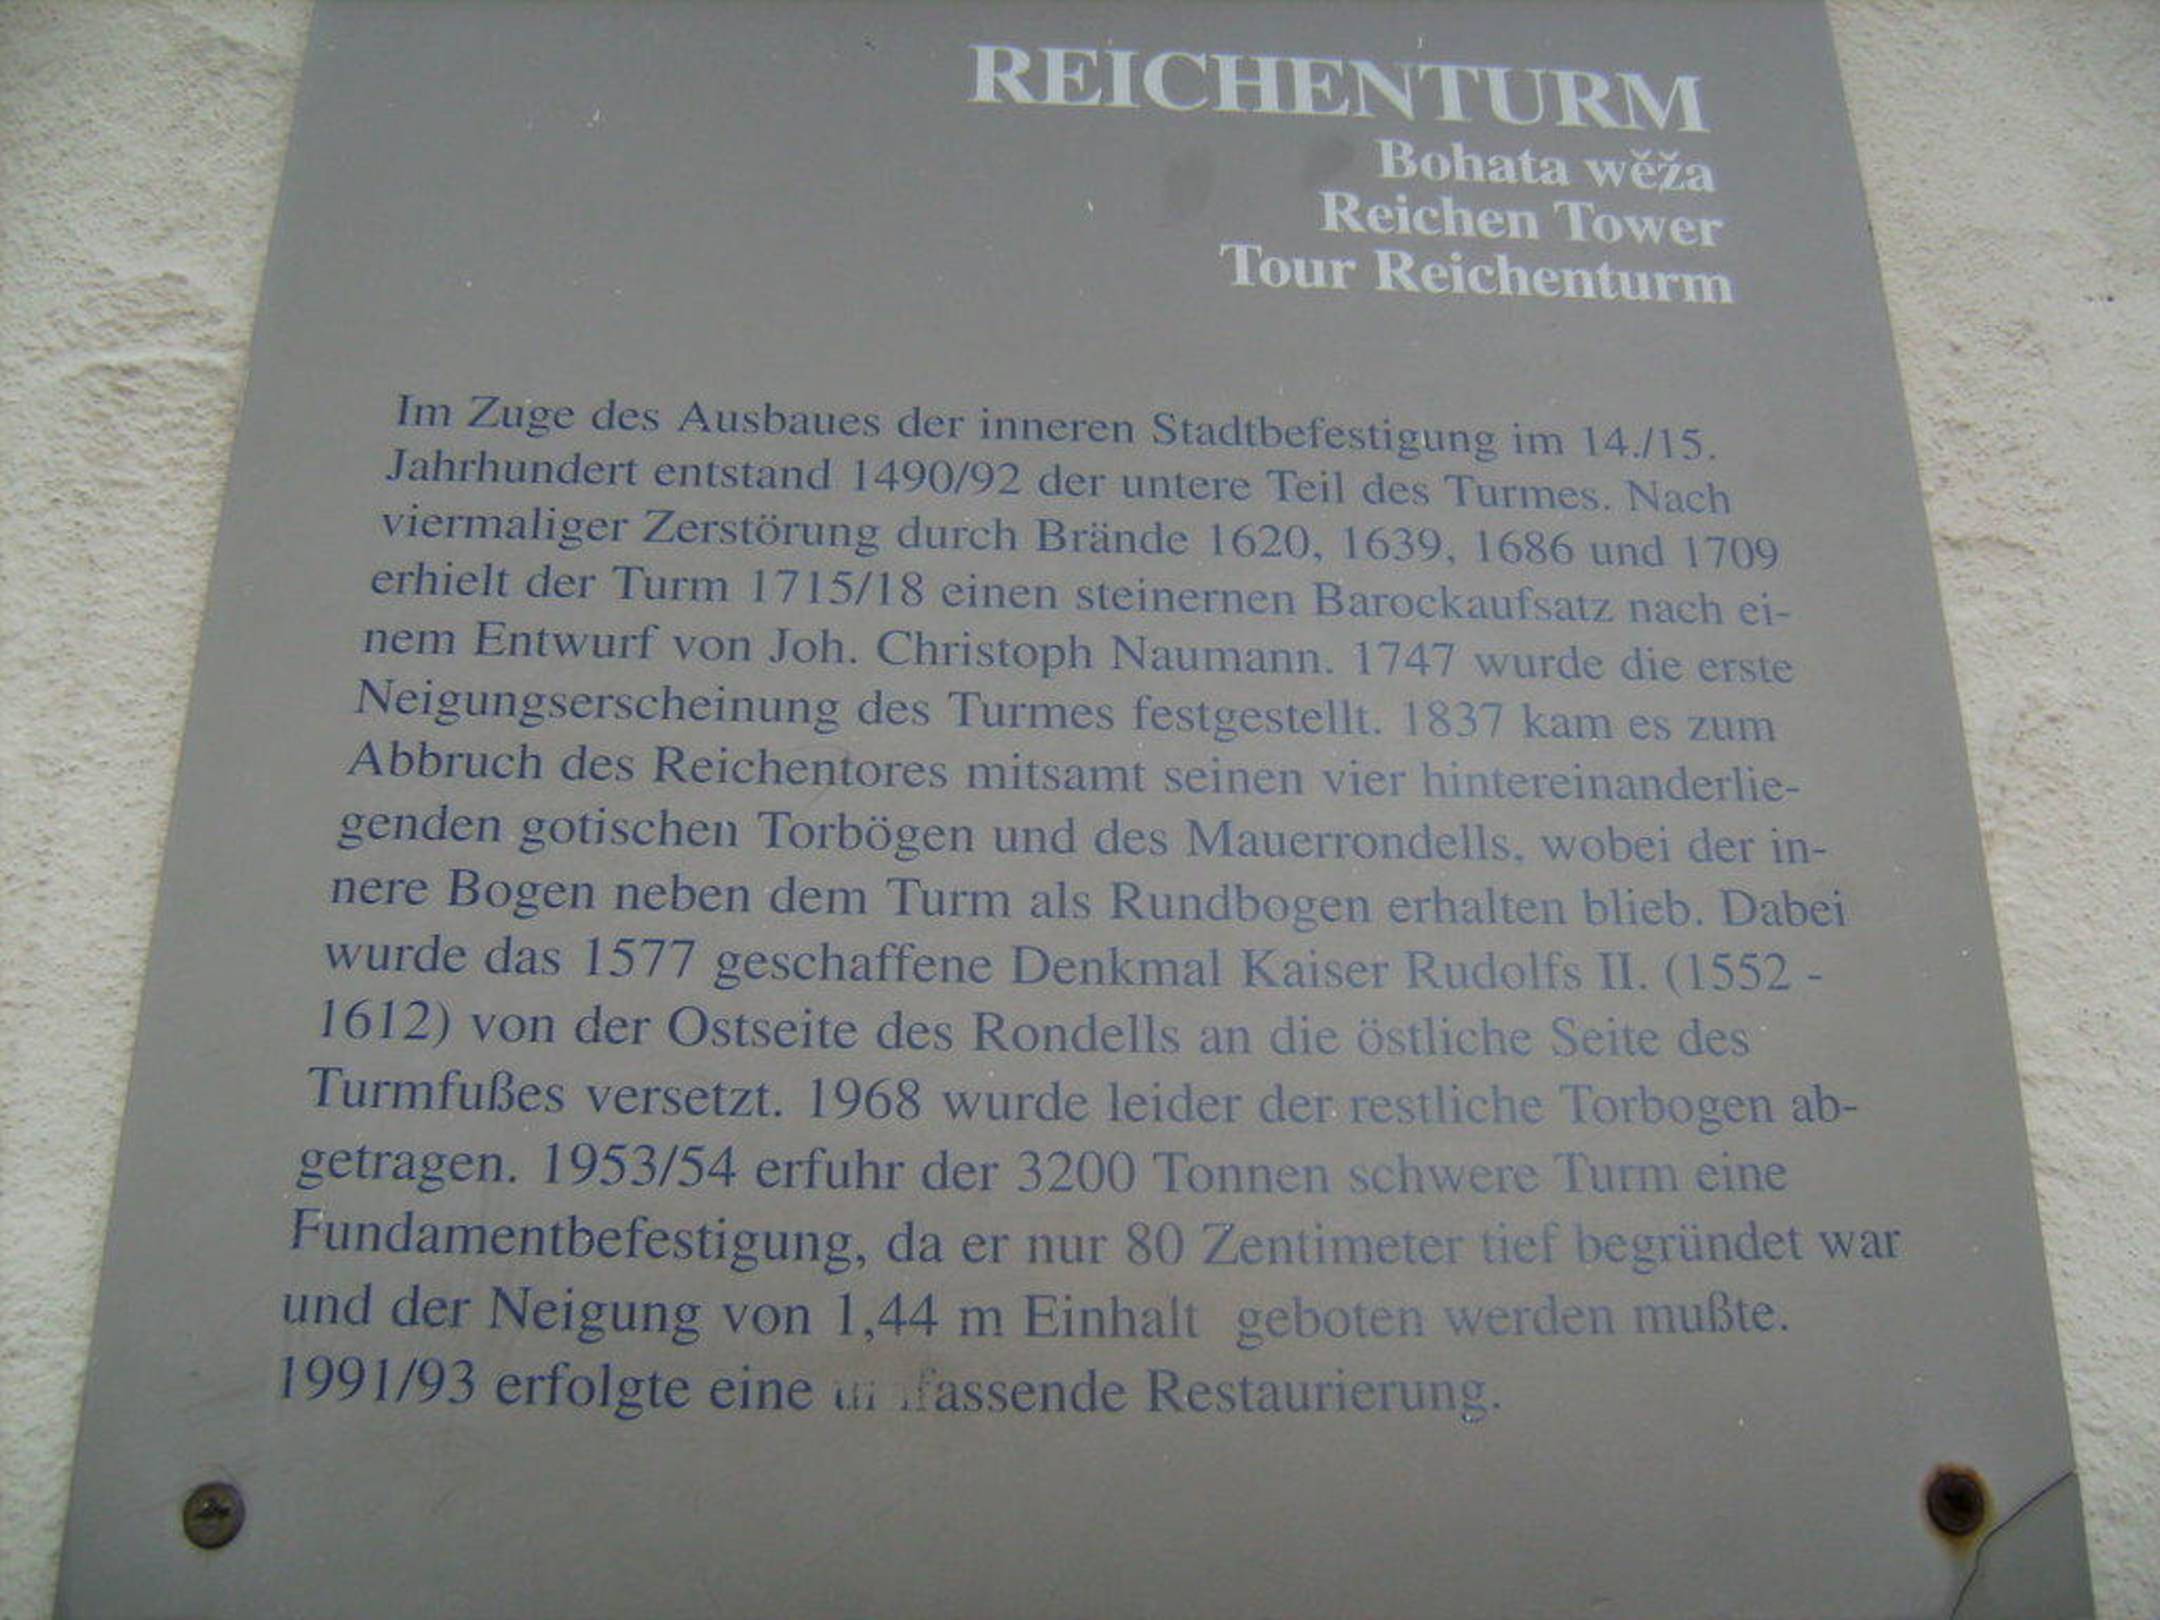 REICHENTURM
Bohata wěža
Reichen Tower
Tour Reichenturm
Im Zuge des Ausbaues der inneren Stadtbefestigung im 14./15.
Jahrhundert entstand 1490/92 der untere Teil des Turmes. Nach
viermaliger Zerstörung durch Brände 1620, 1639, 1686 und 1709
erhielt der Turm 1715/18 einen steinernen Barockaufsatz nach ei-
nem Entwurf von Joh. Christoph Naumann. 1747 wurde die erste
Neigungserscheinung des Turmes festgestellt. 1837 kam es zum
Abbruch des Reichentores mitsamt seinen vier hintereinanderlie-
genden gotischen Torbögen und des Mauerrondells, wobei der in-
nere Bogen neben dem Turm als Rundbogen erhalten blieb. Dabei
wurde das 1577 geschaffene Denkmal Kaiser Rudolfs II. (1552 -
1612) von der Ostseite des Rondells an die östliche Seite des
Turmfußes versetzt. 1968 wurde leider der restliche Torbogen ab-
getragen. 1953/54 erfuhr der 3200 Tonnen schwere Turm eine
Fundamentbefestigung, da er nur 80 Zentimeter tief begründet war
und der Neigung von 1,44 m Einhalt geboten werden mußte.
1991/93 erfolgte eine umfassende Restaurierung.